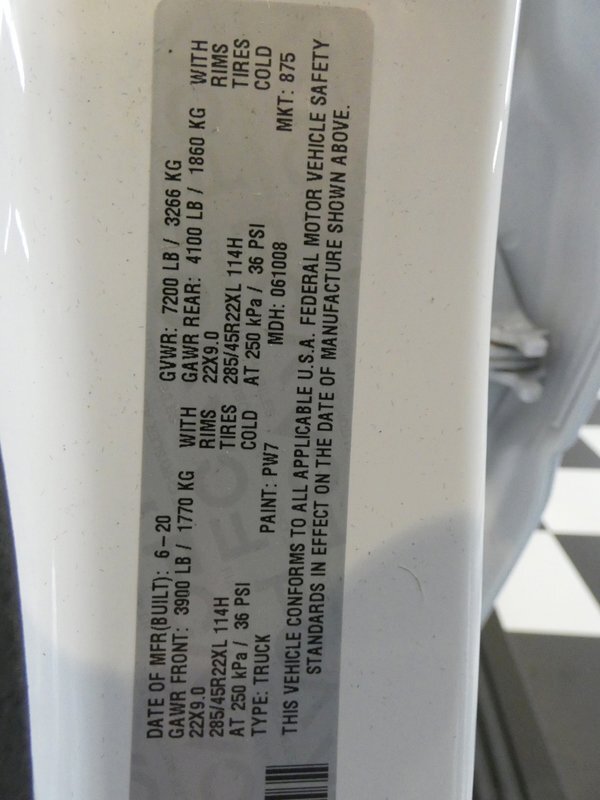 DATE OF MFR(BUILT): 6-20 GVWR: 7200 LB / 3266 KG
GAWR FRONT: 3900 LB / 1770 KG WITH GAWR REAR: 4100 LB / 1860 KG WITH
22X9.0 RIMS 22X9.0 RIMS
285/45R22XL 114H TIRES 285/45R22XL 114H TIRES
AT 250 kPa / 36 PSI COLD AT 250 kPa / 36 PSI COLD
TYPE: TRUCK PAINT: PW7 MDH: 061008 MKT: 875
THIS VEHICLE CONFORMS TO ALL APPLICABLE U.S.A. FEDERAL MOTOR VEHICLE SAFETY
STANDARDS IN EFFECT ON THE DATE OF MANUFACTURE SHOWN ABOVE.